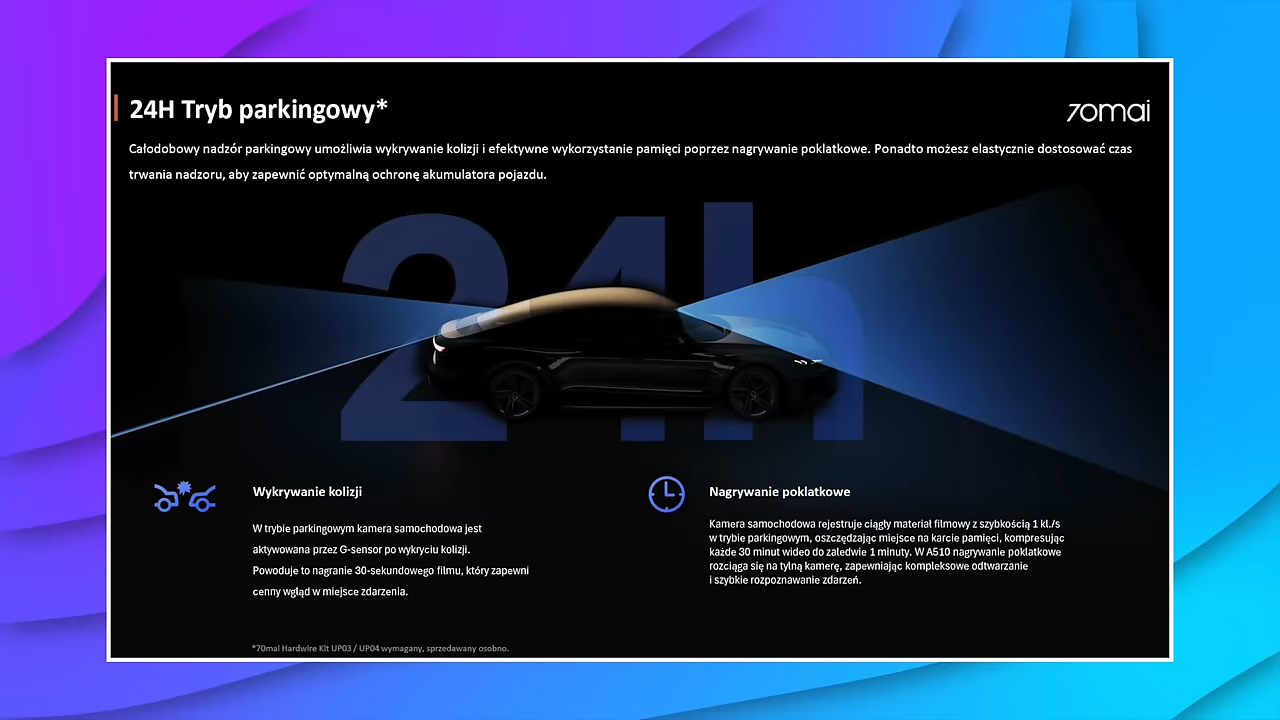 24H Tryb parkingowy*
70mai
Całodobowy nadzór parkingowy umożliwia wykrywanie kolizji i efektywne wykorzystanie pamięci poprzez nagrywanie poklatkowe. Ponadto możesz elastycznie dostosować czas
trwania nadzoru, aby zapewnić optymalną ochronę akumulatora pojazdu.
24h
Wykrywanie kolizji
W trybie parkingowym kamera samochodowa jest
aktywowana przez G-sensor po wykryciu kolizji.
Powoduje to nagranie 30-sekundowego filmu, który zapewni
cenny wgląd w miejsce zdarzenia.
Nagrywanie poklatkowe
Kamera samochodowa rejestruje ciągły materiał filmowy z szybkością 1 kl./s
w trybie parkingowym, oszczędzając miejsce na karcie pamięci, kompresując
każde 30 minut wideo do zaledwie 1 minuty. W A510 nagrywanie poklatkowe
rozciąga się na tylną kamerę, zapewniając kompleksowe odtwarzanie
i szybkie rozpoznawanie zdarzeń.
*70mai Hardwire Kit UP03 / UP04 wymagany, sprzedawany osobno.